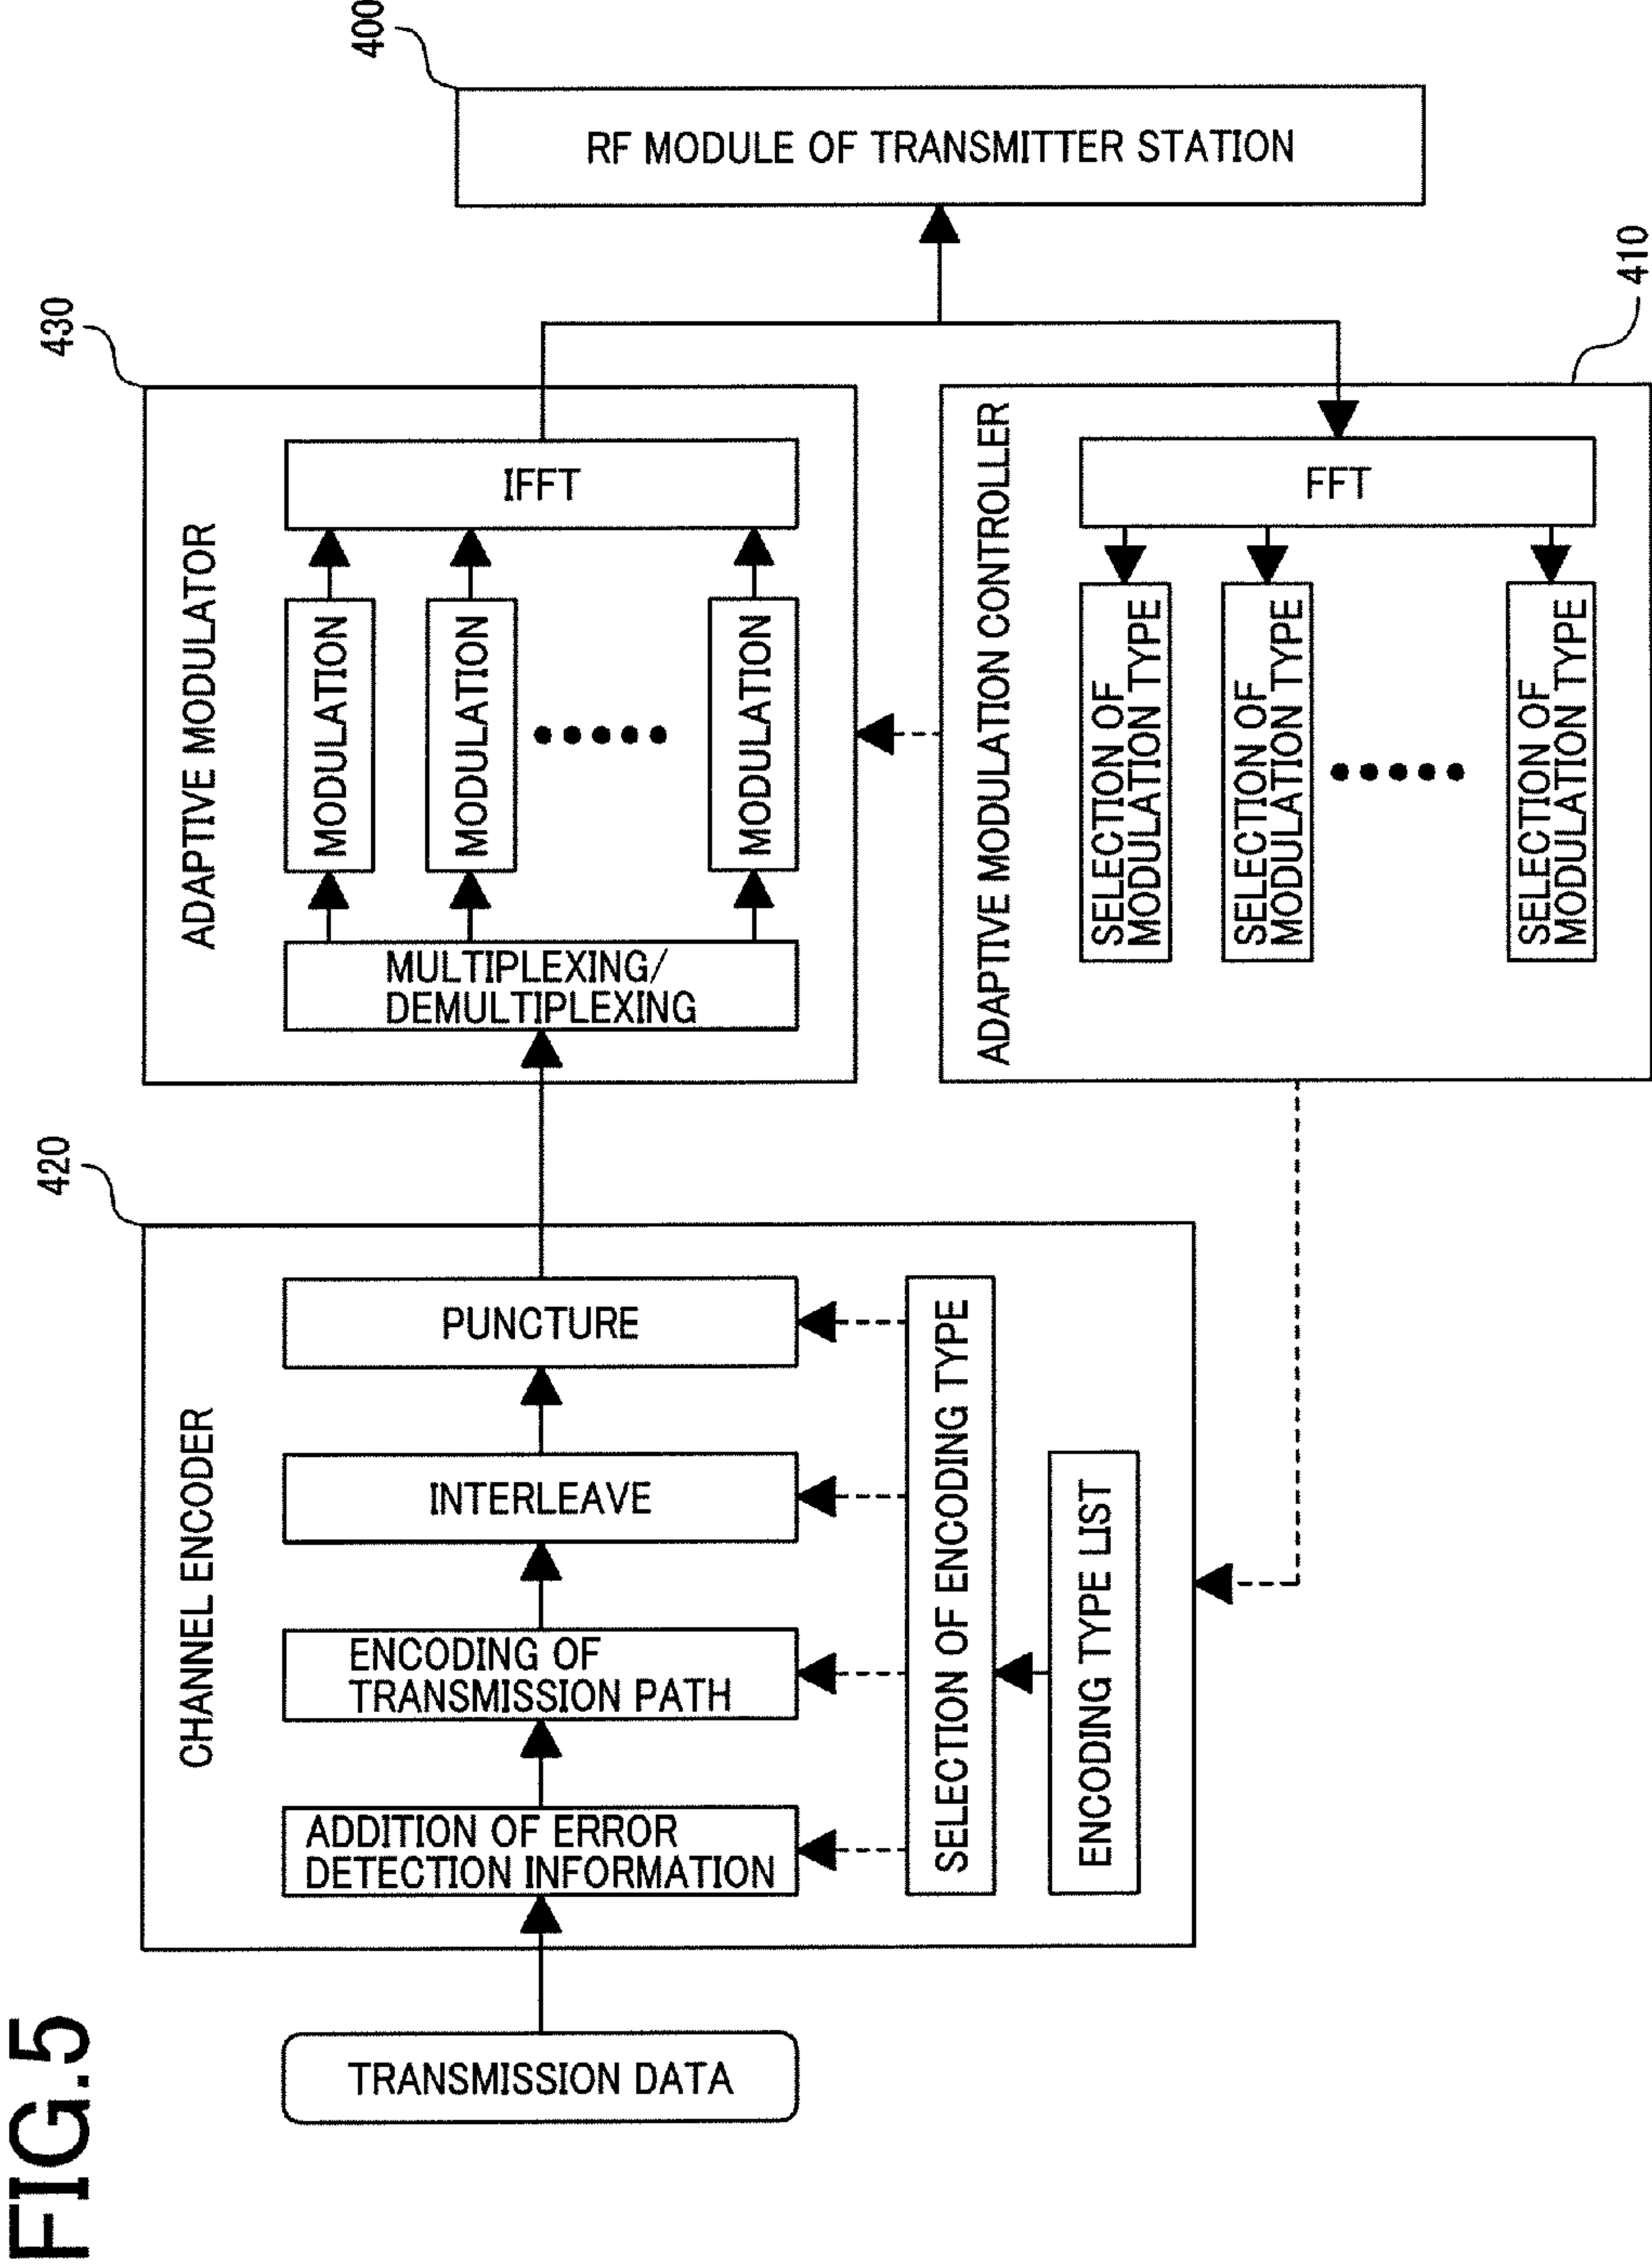 FIG.5
TRANSMISSION DATA
420
CHANNEL ENCODER
ADDITION OF ERROR
DETECTION INFORMATION
ENCODING OF
TRANSMISSION PATH
INTERLEAVE
PUNCTURE
SELECTION OF ENCODING TYPE
ENCODING TYPE LIST
430
ADAPTIVE MODULATOR
MULTIPLEXING/
DEMULTIPLEXING
MODULATION
MODULATION
MODULATION
IFFT
ADAPTIVE MODULATION CONTROLLER
410
SELECTION OF
MODULATION TYPE
SELECTION OF
MODULATION TYPE
SELECTION OF
MODULATION TYPE
FFT
400
RF MODULE OF TRANSMITTER STATION